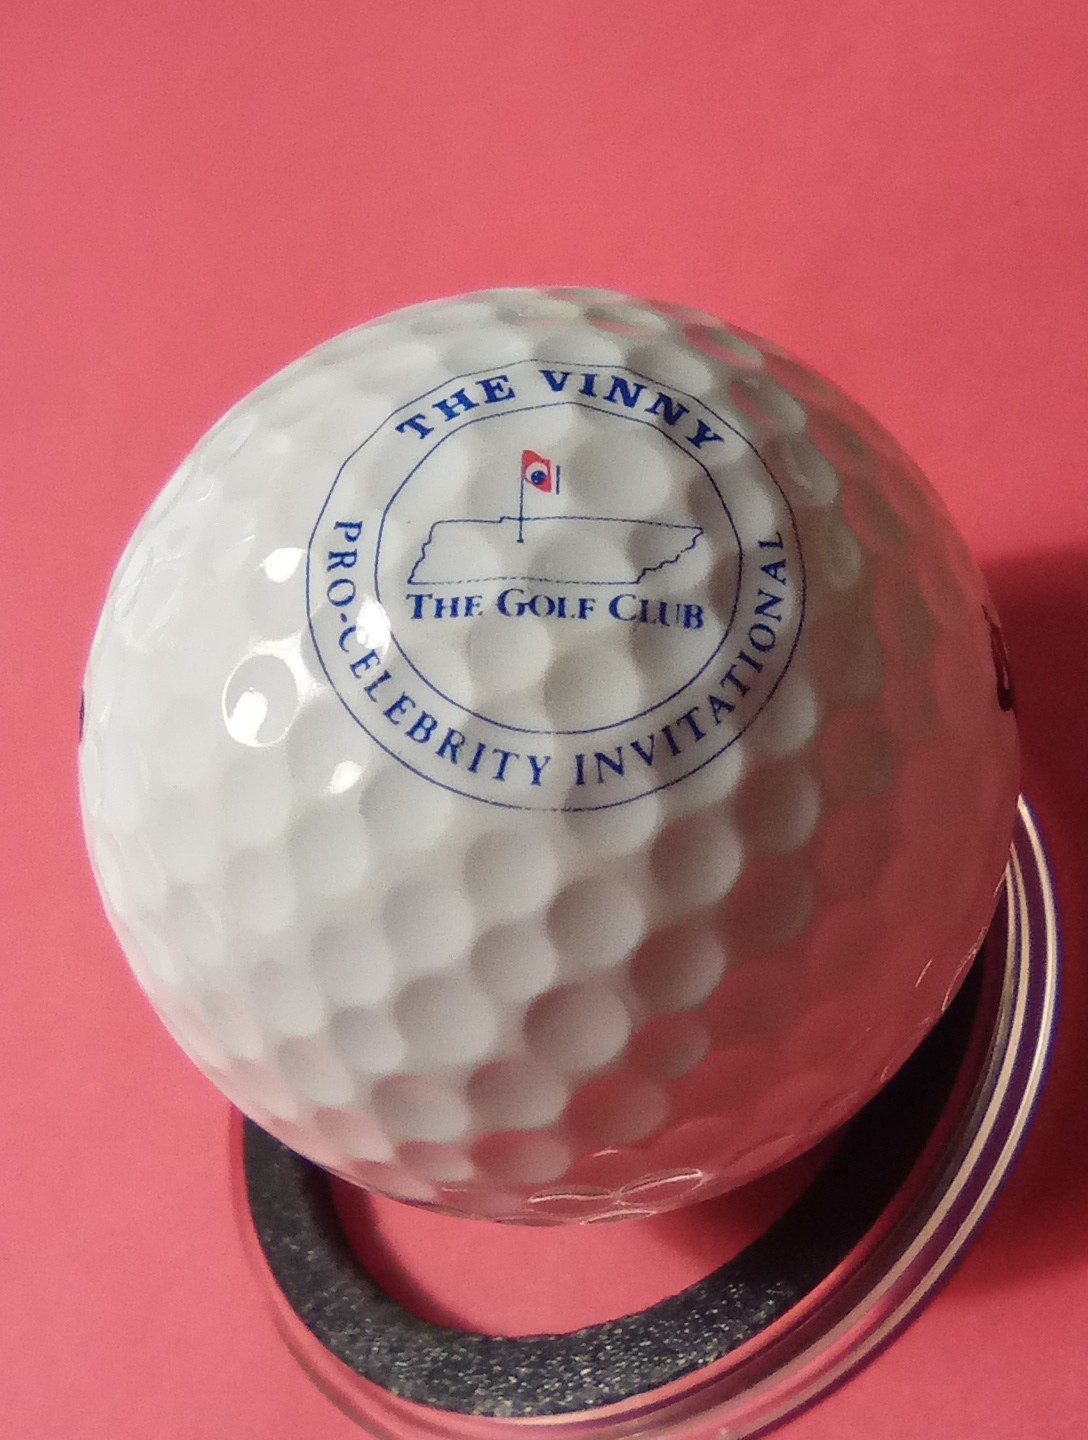 THE VINNY
THE GOLF CLUB
PRO-CELEBRITY INVITATIONAL